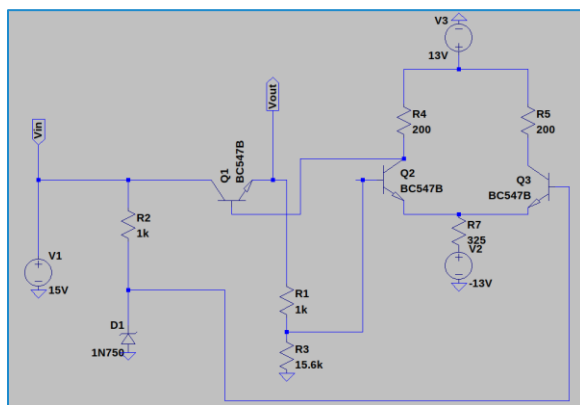 V3
13V
R4
200
R5
200
Vin
Vout
Q1
BC547B
Q2
BC547B
Q3
BC547B
R2
1k
R7
325
V2
-13V
V1
15V
R1
1k
D1
1N750
R3
15.6k